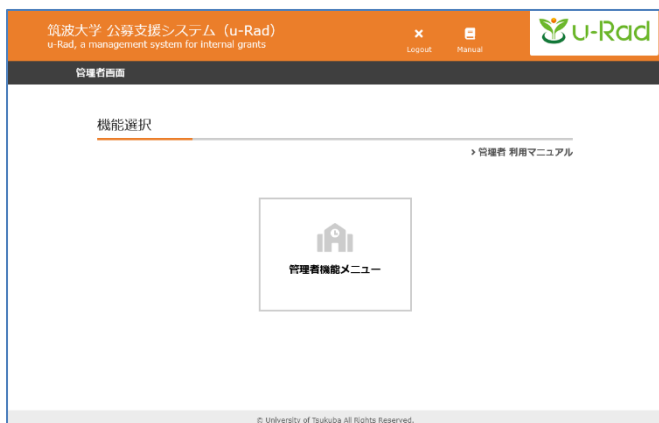 筑波大学 公募支援システム（u-Rad）
u-Rad, a management system for internal grants
Logout
Manual
u-Rad
管理者画面
機能選択
› 管理者 利用マニュアル
管理者機能メニュー
© University of Tsukuba All Rights Reserved.